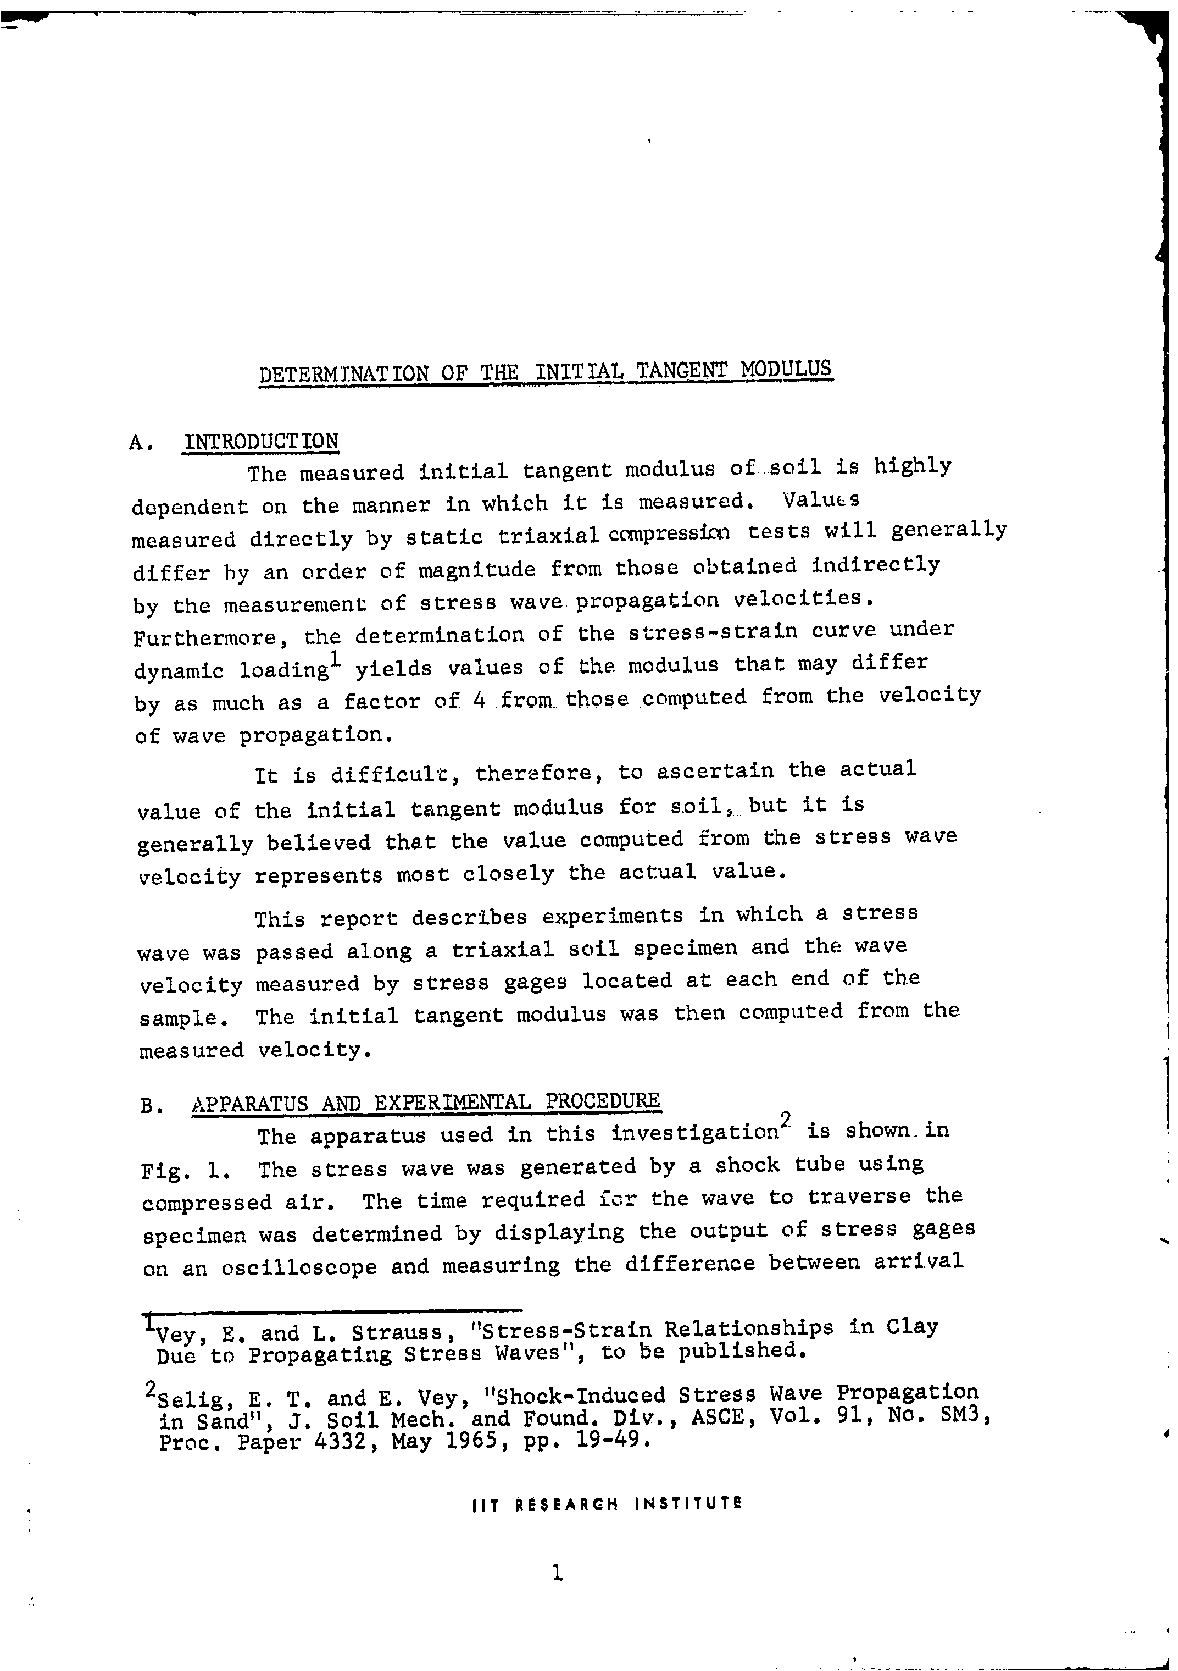 DETERMINATION OF THE INITIAL TANGENT MODULUS
A. INTRODUCTION
The measured initial tangent modulus of soil is highly
dependent on the manner in which it is measured. Values
measured directly by static triaxial compression tests will generally
differ by an order of magnitude from those obtained indirectly
by the measurement of stress wave propagation velocities.
Furthermore, the determination of the stress-strain curve under
dynamic loading1 yields values of the modulus that may differ
by as much as a factor of 4 from those computed from the velocity
of wave propagation.
It is difficult, therefore, to ascertain the actual
value of the initial tangent modulus for soil, but it is
generally believed that the value computed from the stress wave
velocity represents most closely the actual value.
This report describes experiments in which a stress
wave was passed along a triaxial soil specimen and the wave
velocity measured by stress gages located at each end of the
sample. The initial tangent modulus was then computed from the
measured velocity.
B. APPARATUS AND EXPERIMENTAL PROCEDURE
The apparatus used in this investigation2 is shown in
Fig. 1. The stress wave was generated by a shock tube using
compressed air. The time required for the wave to traverse the
specimen was determined by displaying the output of stress gages
on an oscilloscope and measuring the difference between arrival
1Vey, E. and L. Strauss, "Stress-Strain Relationships in Clay
Due to Propagating Stress Waves", to be published.
2Selig, E. T. and E. Vey, "Shock-Induced Stress Wave Propagation
in Sand", J. Soil Mech. and Found. Div., ASCE, Vol. 91, No. SM3,
Proc. Paper 4332, May 1965, pp. 19-49.
IIT RESEARCH INSTITUTE
1